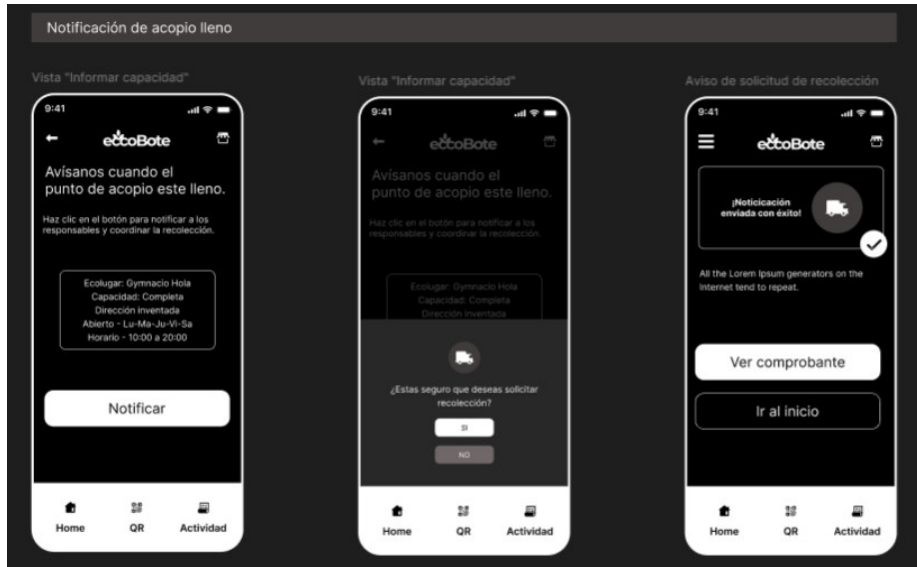 Notificación de acopio lleno
Vista "Informar capacidad"
9:41
eccoBote
Avísanos cuando el
punto de acopio este lleno.
Haz clic en el botón para notificar a los
responsables y coordinar la recolección.
Ecolugar: Gymnacio Hola
Capacidad: Completa
Dirección inventada
Abierto - Lu-Ma-Ju-Vi-Sa
Horario - 10:00 a 20:00
Notificar
Home
QR
Actividad
Vista "Informar capacidad"
9:41
eccoBote
Avísanos cuando el
punto de acopio este lleno.
Haz clic en el botón para notificar a los
responsables y coordinar la recolección.
Ecolugar: Gymnacio Hola
Capacidad: Completa
Dirección inventada
¿Estas seguro que deseas solicitar
recolección?
SI
NO
Home
QR
Actividad
Aviso de solicitud de recolección
9:41
eccoBote
¡Noticicación
enviada con éxito!
All the Lorem Ipsum generators on the
Internet tend to repeat.
Ver comprobante
Ir al inicio
Home
QR
Actividad